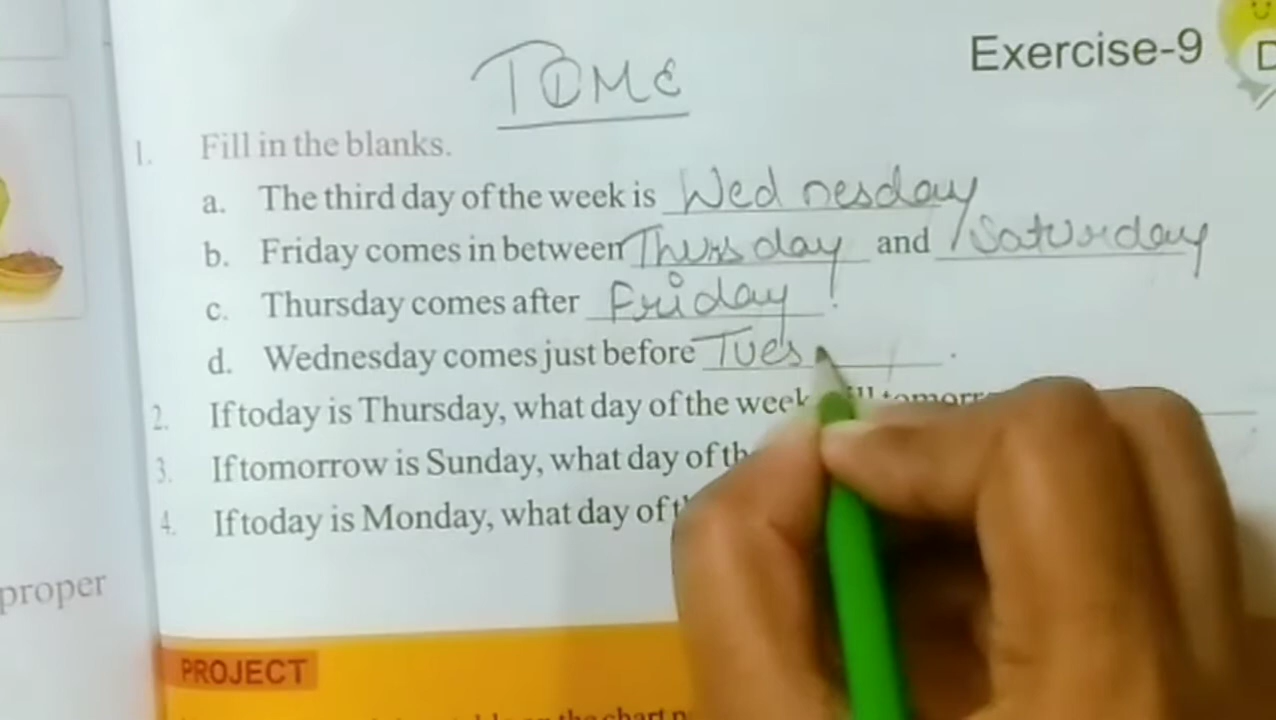 TIME
Exercise-9
1. Fill in the blanks.
a. The third day of the week is Wednesday
b. Friday comes in between Thursday and Saturday
c. Thursday comes after Friday!
d. Wednesday comes just before Tues
2. If today is Thursday, what day of the week will tomorr
3. If tomorrow is Sunday, what day of th
4. If today is Monday, what day of t
proper
PROJECT